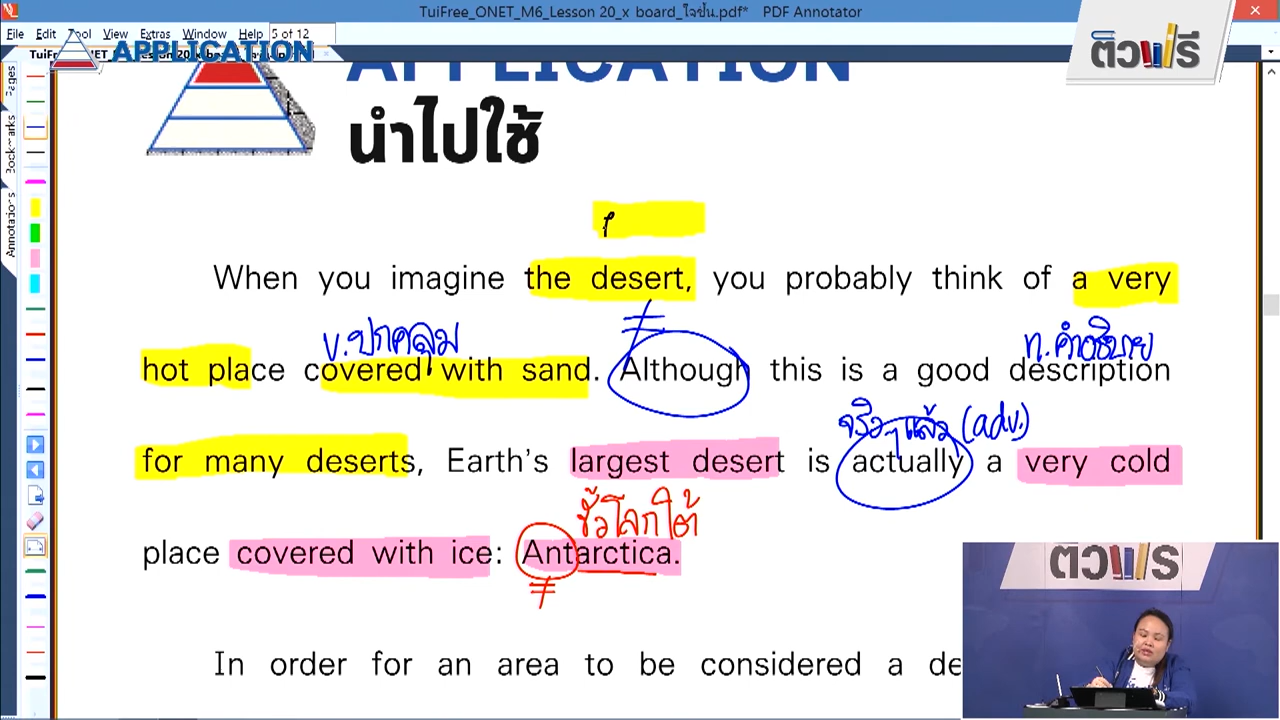 TuiFree_ONET_M6_Lesson 20_x board_ใจชั้น.pdf* PDF Annotator
File Edit Tool View Extras Window Help 5 of 12
APPLICATION
ติวฟรี
Pages
Bookmarks
Annotations
APPLICATION
นำไปใช้
When you imagine the desert, you probably think of a very
v.ปกคลุม ≠ n.คำอธิบาย
hot place covered with sand. Although this is a good description
จริงๆแล้ว (adv.)
for many deserts, Earth's largest desert is actually a very cold
ขั้วโลกใต้
place covered with ice: Antarctica.
≠
In order for an area to be considered a de
ติวฟรี